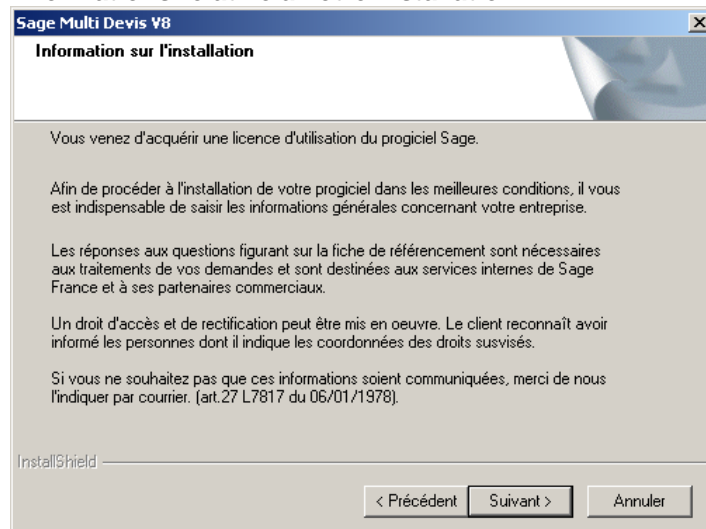 Sage Multi Devis V8
Information sur l'installation
Vous venez d'acquérir une licence d'utilisation du progiciel Sage.
Afin de procéder à l'installation de votre progiciel dans les meilleures conditions, il vous
est indispensable de saisir les informations générales concernant votre entreprise.
Les réponses aux questions figurant sur la fiche de référencement sont nécessaires
aux traitements de vos demandes et sont destinées aux services internes de Sage
France et à ses partenaires commerciaux.
Un droit d'accès et de rectification peut être mis en oeuvre. Le client reconnaît avoir
informé les personnes dont il indique les coordonnées des droits susvisés.
Si vous ne souhaitez pas que ces informations soient communiquées, merci de nous
l'indiquer par courrier. (art.27 L7817 du 06/01/1978).
InstallShield
< Précédent Suivant > Annuler